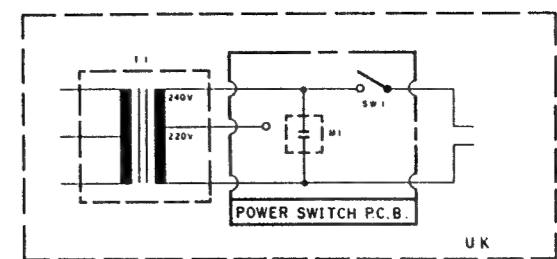 T1
240V
220V
SW1
M1
POWER SWITCH P.C.B.
UK